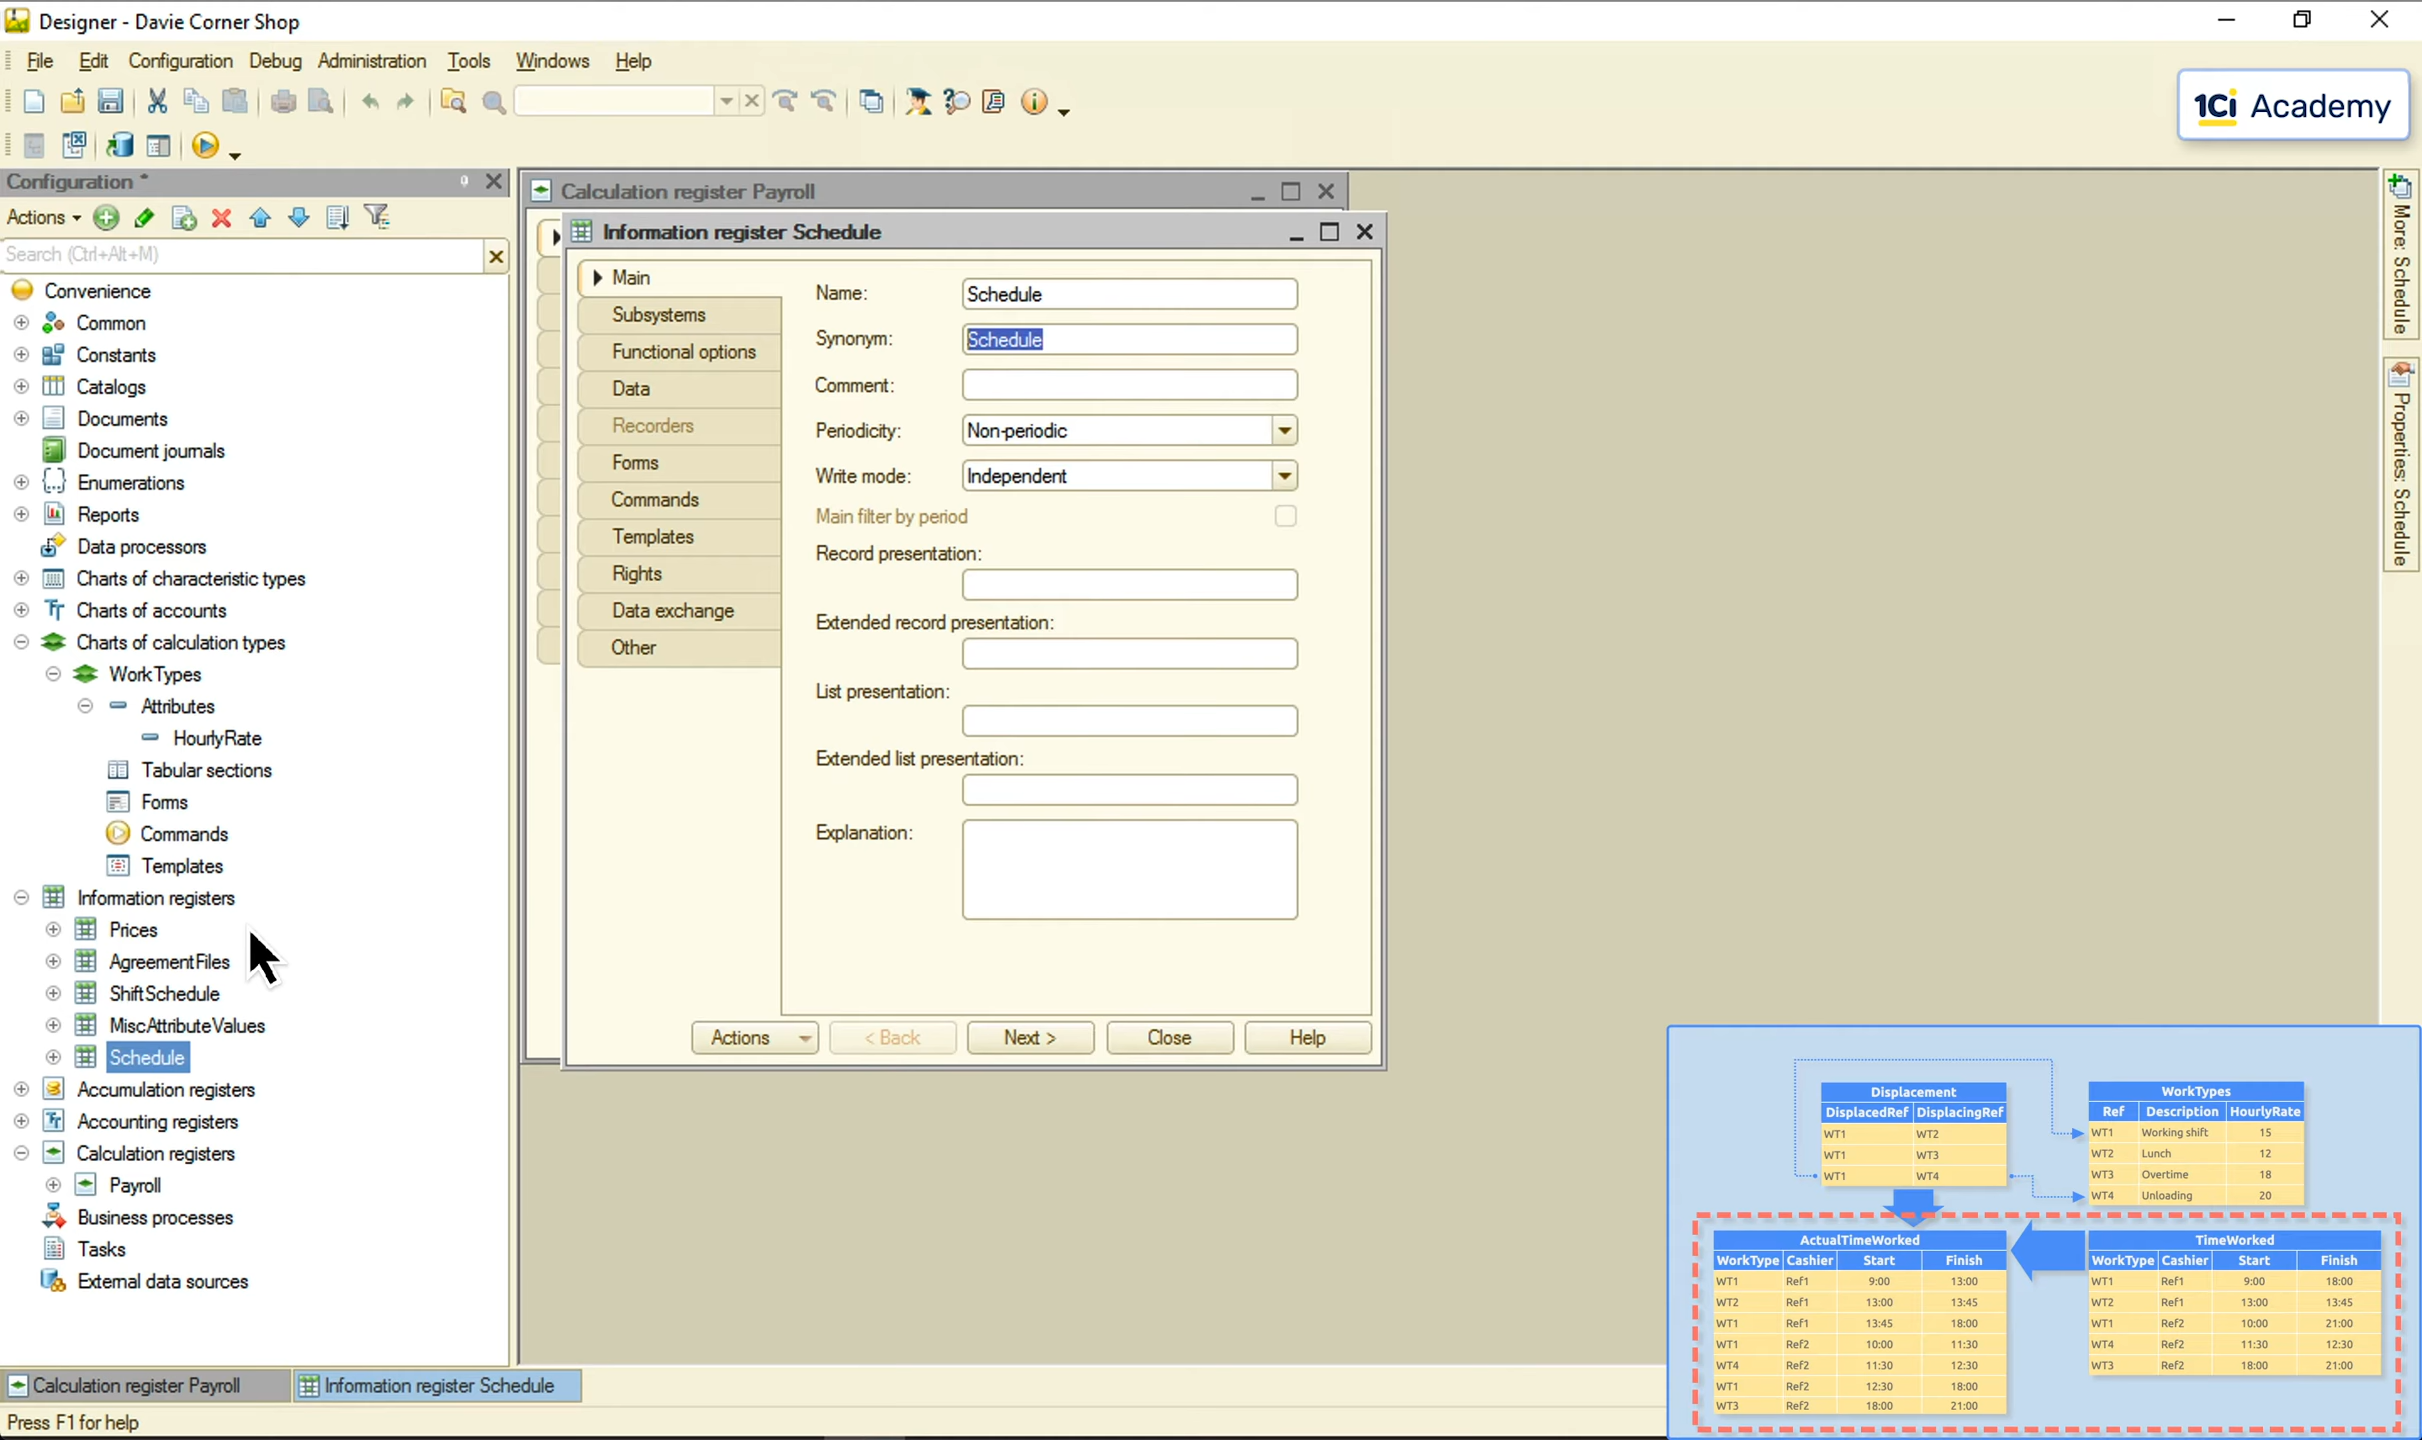 Designer - Davie Corner Shop
File Edit Configuration Debug Administration Tools Windows Help
1Ci Academy
Configuration *
Actions
Search (Ctrl+Alt+M)
Convenience
Common
Constants
Catalogs
Documents
Document journals
Enumerations
Reports
Data processors
Charts of characteristic types
Charts of accounts
Charts of calculation types
WorkTypes
Attributes
HourlyRate
Tabular sections
Forms
Commands
Templates
Information registers
Prices
AgreementFiles
ShiftSchedule
MiscAttributeValues
Schedule
Accumulation registers
Accounting registers
Calculation registers
Payroll
Business processes
Tasks
External data sources
Calculation register Payroll
Information register Schedule
Main
Subsystems
Functional options
Data
Recorders
Forms
Commands
Templates
Rights
Data exchange
Other
Name: Schedule
Synonym: Schedule
Comment:
Periodicity: Non-periodic
Write mode: Independent
Main filter by period
Record presentation:
Extended record presentation:
List presentation:
Extended list presentation:
Explanation:
Actions < Back Next > Close Help
More: Schedule
Properties: Schedule
Displacement
DisplacedRef DisplacingRef
WT1 WT2
WT1 WT3
WT1 WT4
WorkTypes
Ref Description HourlyRate
WT1 Working shift 15
WT2 Lunch 12
WT3 Overtime 18
WT4 Unloading 20
ActualTimeWorked
WorkType Cashier Start Finish
WT1 Ref1 9:00 13:00
WT2 Ref1 13:00 13:45
WT1 Ref1 13:45 18:00
WT1 Ref2 10:00 11:30
WT4 Ref2 11:30 12:30
WT1 Ref2 12:30 18:00
WT3 Ref2 18:00 21:00
TimeWorked
WorkType Cashier Start Finish
WT1 Ref1 9:00 18:00
WT2 Ref1 13:00 13:45
WT1 Ref2 10:00 21:00
WT4 Ref2 11:30 12:30
WT3 Ref2 18:00 21:00
Calculation register Payroll Information register Schedule
Press F1 for help